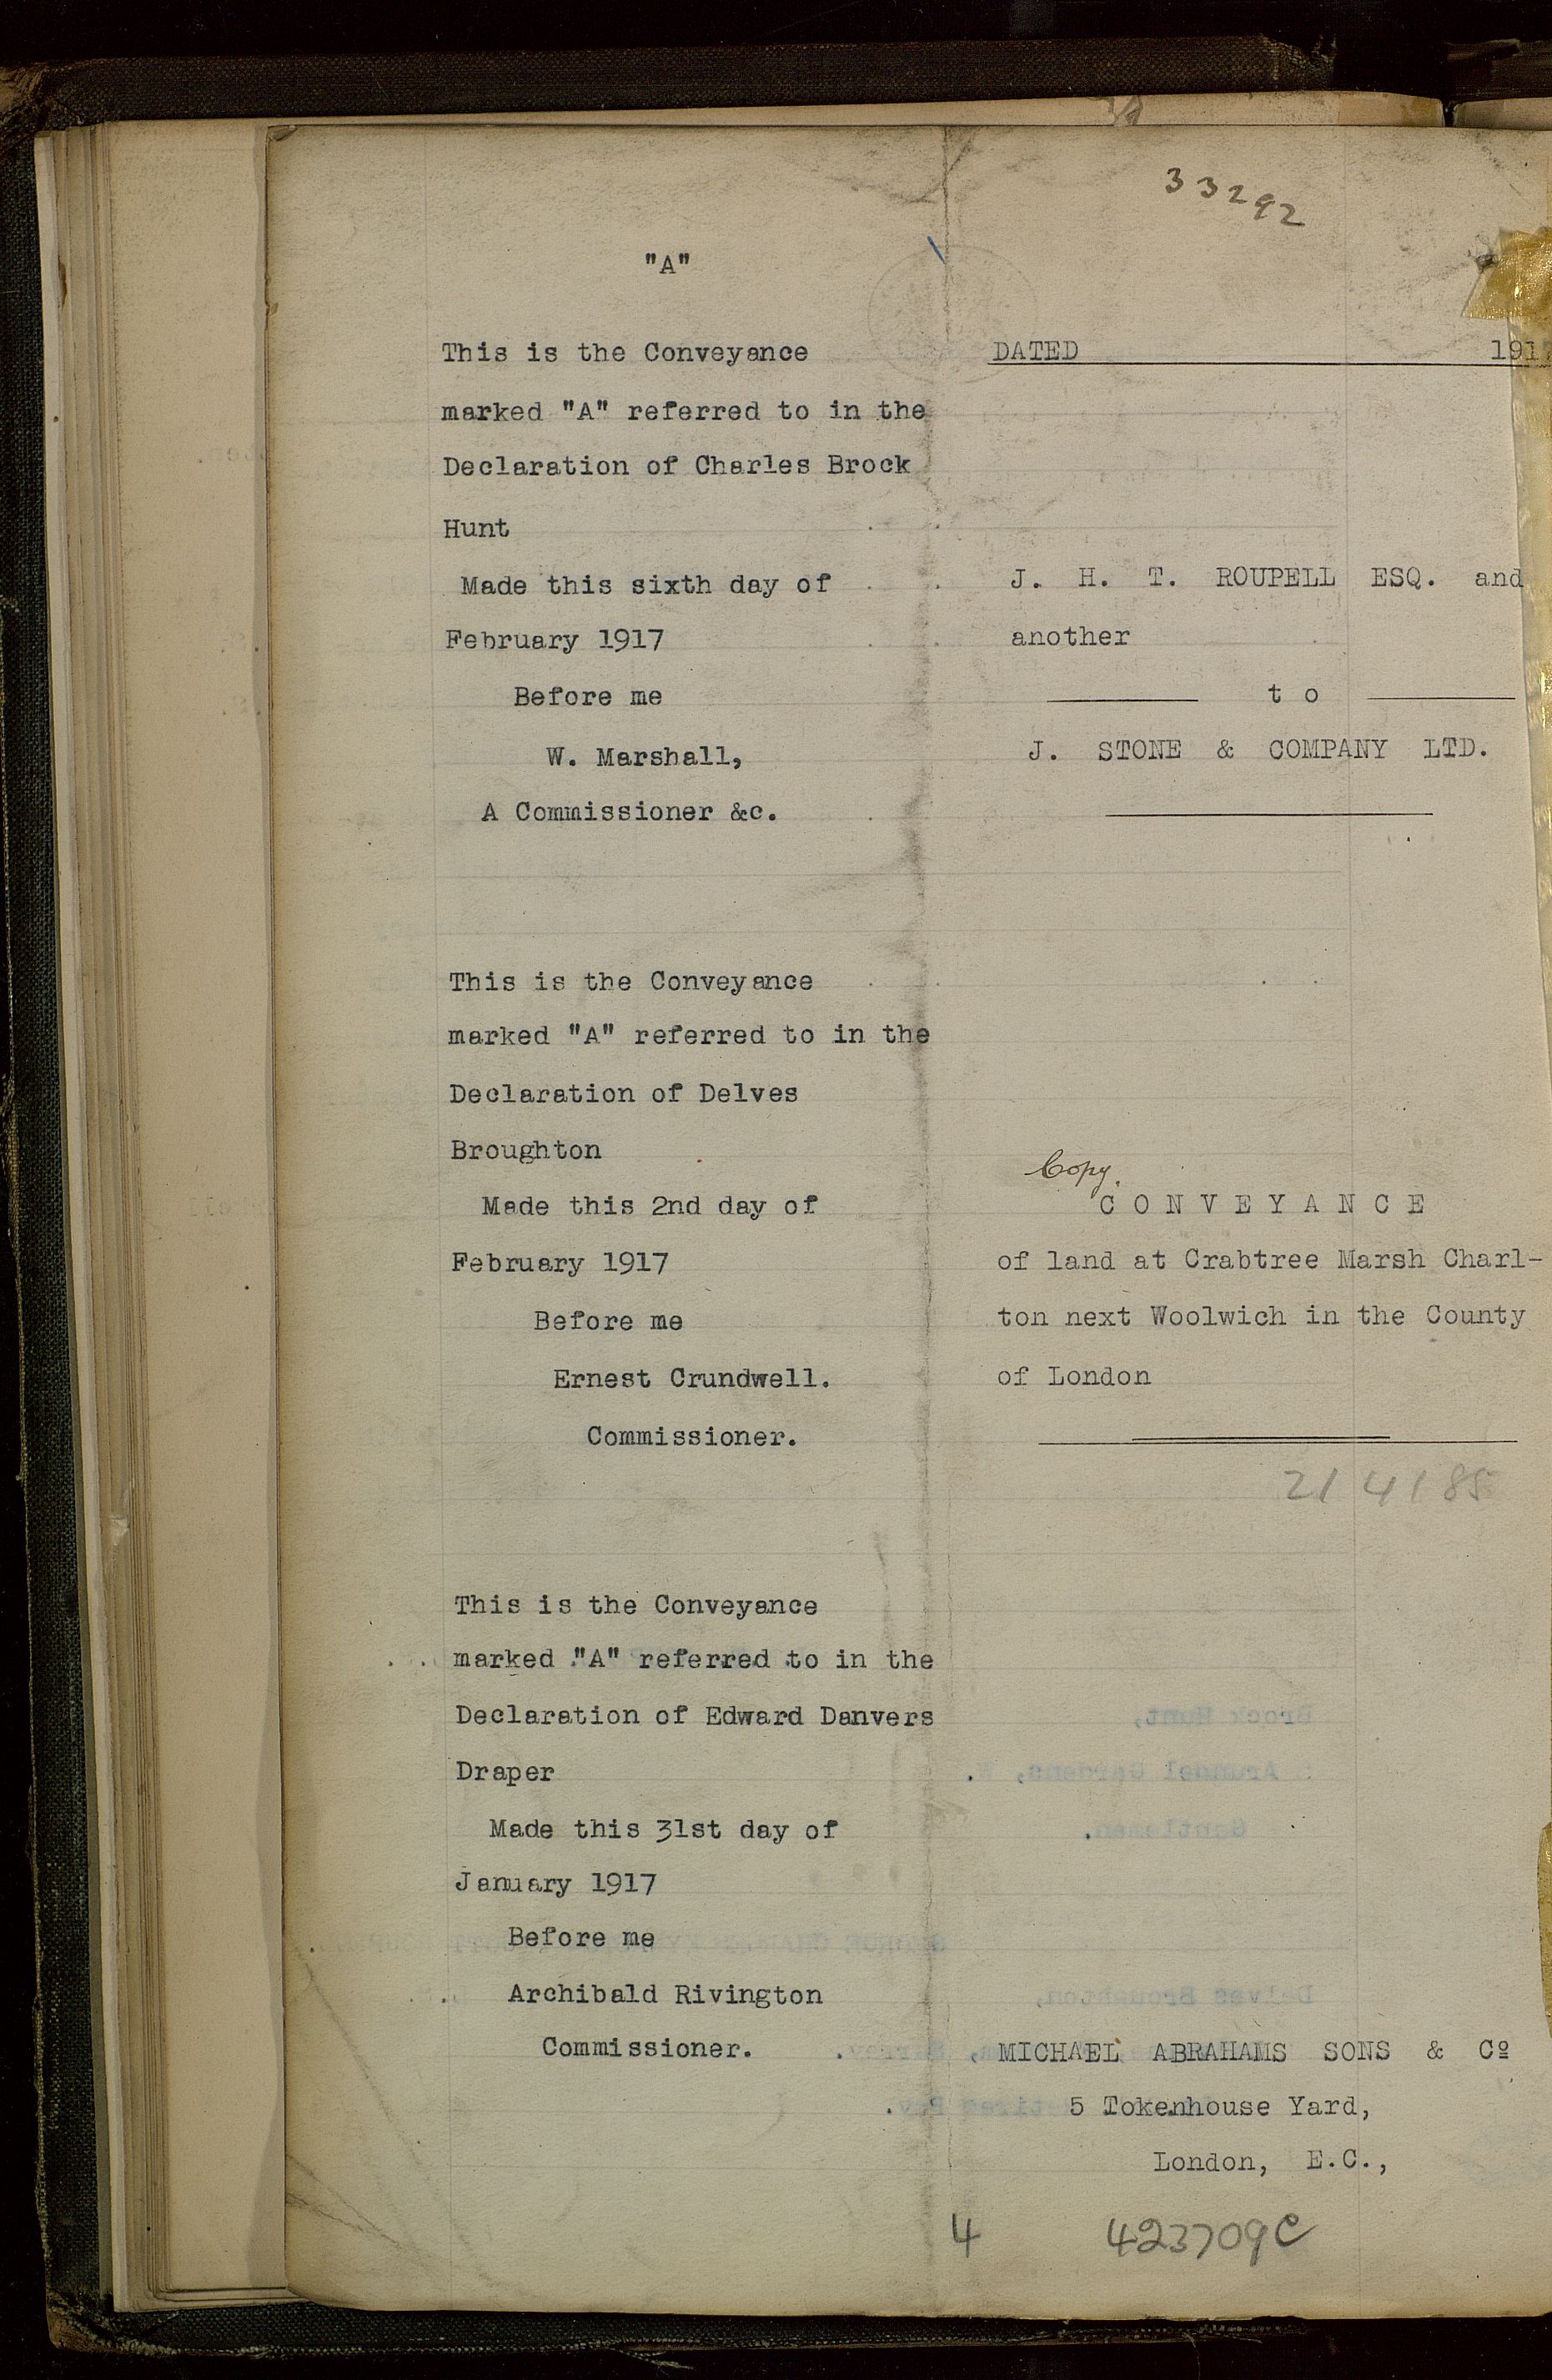 "A"
This is the Conveyance
marked "A" referred to in the
Declaration of Charles Brock
Hunt
Made this sixth day of
February 1917
Before me
W. Marshall,
A Commissioner &c.
This is the Conveyance
marked "A" referred to in the
Declaration of Delves
Broughton
Made this 2nd day of
February 1917
Before me
Ernest Crundwell.
Commissioner.
This is the Conveyance
marked "A" referred to in the
Declaration of Edward Danvers
Draper
Made this 31st day of
January 1917
Before me
Archibald Rivington
Commissioner.
33292
DATED 191
J. H. T. ROUPELL ESQ. and
another
to
J. STONE & COMPANY LTD.
Copy.
CONVEYANCE
of land at Crabtree Marsh Charl-
ton next Woolwich in the County
of London
214185
MICHAEL ABRAHAMS SONS & Cº
5 Tokenhouse Yard,
London, E.C.,
4 423709C